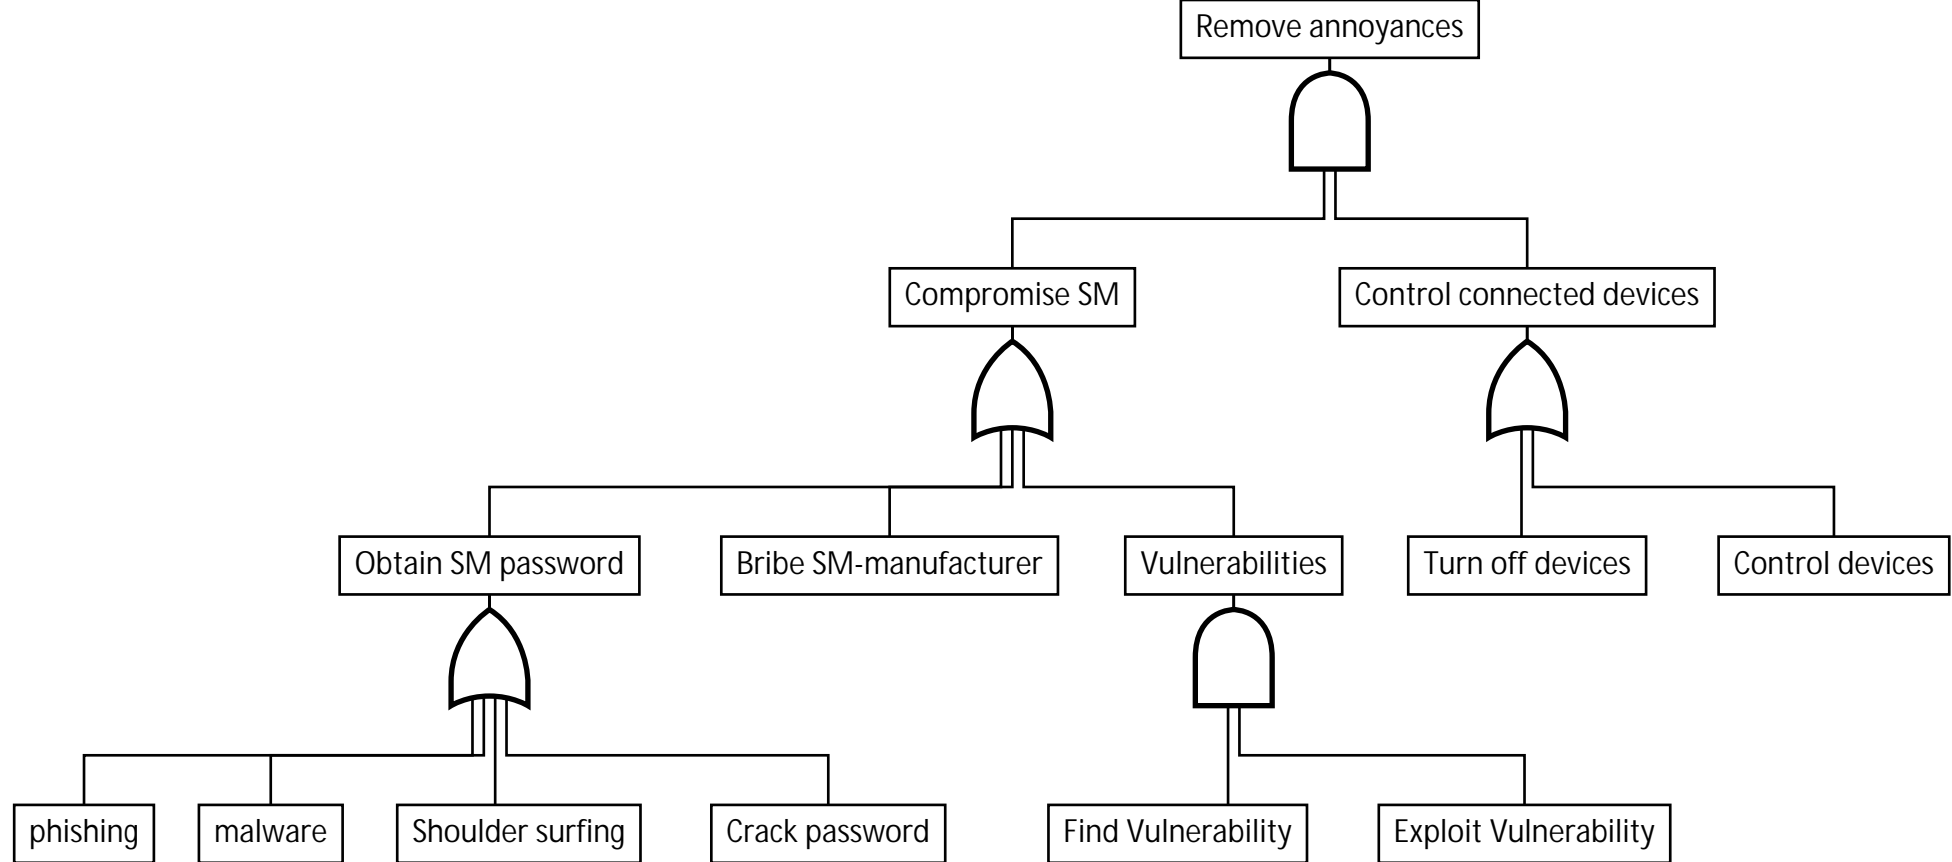 Remove annoyances
Compromise SM
Control connected devices
Obtain SM password
Bribe SM-manufacturer
Vulnerabilities
Turn off devices
Control devices
phishing
malware
Shoulder surfing
Crack password
Find Vulnerability
Exploit Vulnerability